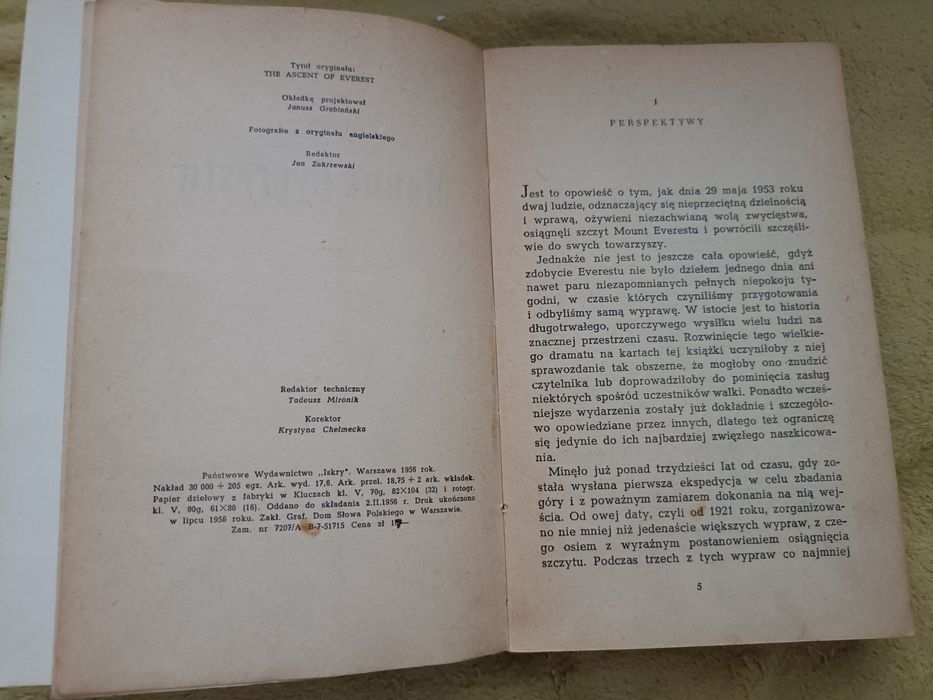 Tytuł oryginału:
THE ASCENT OF EVEREST
Okładkę projektował
Janusz Grabiański
Fotografie z oryginału angielskiego
Redaktor
Jan Zakrzewski
Redaktor techniczny
Tadeusz Mironik
Korektor
Krystyna Chełmecka
Państwowe Wydawnictwo „Iskry". Warszawa 1956 rok.
Nakład 30 000 + 205 egz. Ark. wyd. 17,6. Ark. przel. 18,75 + 2 ark. wkładek.
Papier dziełowy z fabryki w Kluczach kl. V, 70g, 82×104 (32) i rotogr.
kl. V, 90g, 61×86 (16). Oddano do składania 2.II.1956 r. Druk ukończono
w lipcu 1956 roku. Zakł. Graf. Dom Słowa Polskiego w Warszawie.
Zam. nr 7207/A B-7-51715 Cena zł 17
I
PERSPEKTYWY
Jest to opowieść o tym, jak dnia 29 maja 1953 roku
dwaj ludzie, odznaczający się nieprzeciętną dzielnością
i wprawą, ożywieni niezachwianą wolą zwycięstwa,
osiągnęli szczyt Mount Everestu i powrócili szczęśli-
wie do swych towarzyszy.
Jednakże nie jest to jeszcze cała opowieść, gdyż
zdobycie Everestu nie było dziełem jednego dnia ani
nawet paru niezapomnianych pełnych niepokoju ty-
godni, w czasie których czyniliśmy przygotowania
i odbyliśmy samą wyprawę. W istocie jest to historia
długotrwałego, uporczywego wysiłku wielu ludzi na
znacznej przestrzeni czasu. Rozwinięcie tego wielkie-
go dramatu na kartach tej książki uczyniłoby z niej
sprawozdanie tak obszerne, że mogłoby ono znudzić
czytelnika lub doprowadziłoby do pominięcia zasług
niektórych spośród uczestników walki. Ponadto wcześ-
niejsze wydarzenia zostały już dokładnie i szczegóło-
wo opowiedziane przez innych, dlatego też ograniczę
się jedynie do ich najbardziej zwięzłego naszkicowa-
nia.
Minęło już ponad trzydzieści lat od czasu, gdy zo-
stała wysłana pierwsza ekspedycja w celu zbadania
góry i z poważnym zamiarem dokonania na nią wej-
ścia. Od owej daty, czyli od 1921 roku, zorganizowa-
no nie mniej niż jedenaście większych wypraw, z cze-
go osiem z wyraźnym postanowieniem osiągnięcia
szczytu. Podczas trzech z tych wypraw co najmniej
5